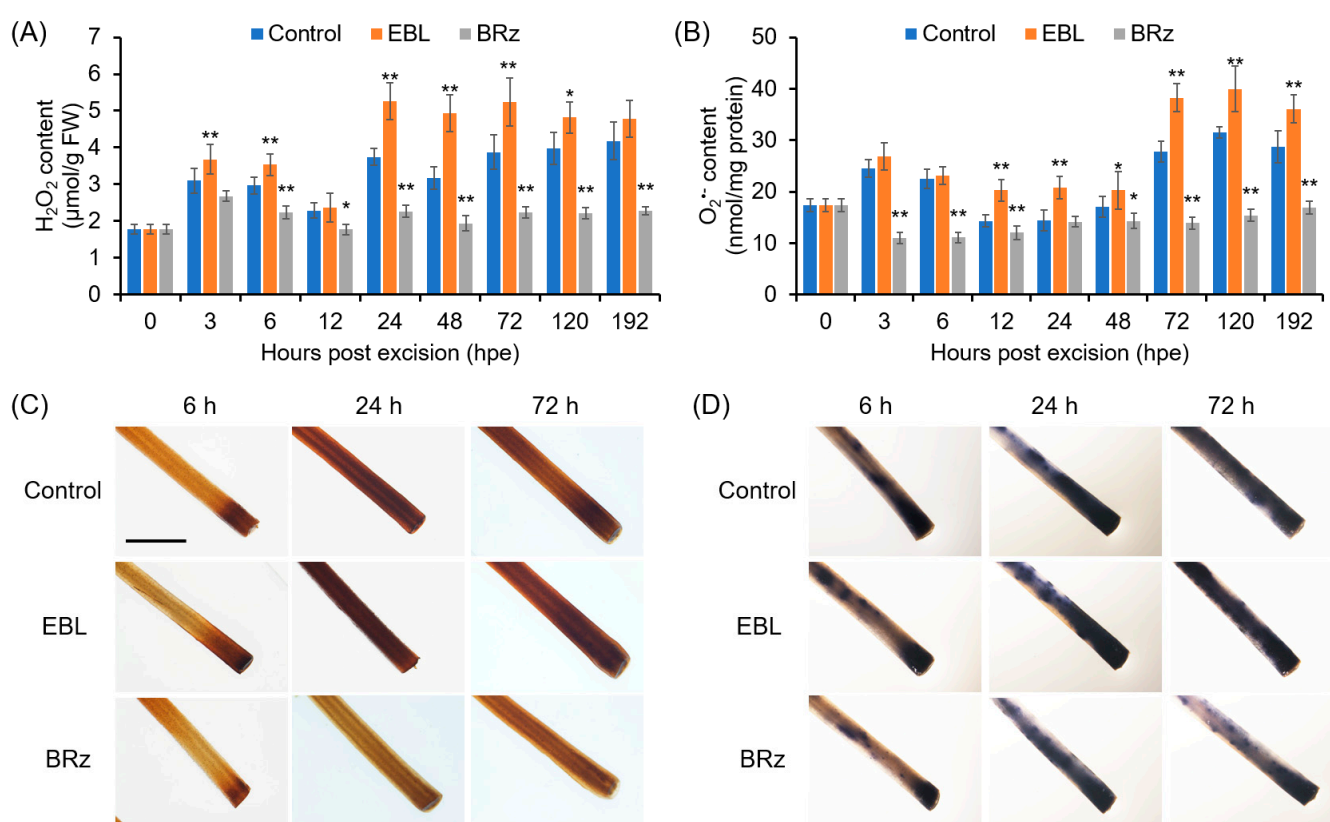 (A)
Control EBL BRz
H₂O₂ content
(µmol/g FW)
7
6
5
4
3
2
1
0
** ** ** * ** ** ** ** ** * ** ** **
0 3 6 12 24 48 72 120 192
Hours post excision (hpe)
(B)
Control EBL BRz
O₂•- content
(nmol/mg protein)
50
40
30
20
10
0
** ** ** ** ** ** * * ** ** ** ** ** **
0 3 6 12 24 48 72 120 192
Hours post excision (hpe)
(C)
6 h 24 h 72 h
Control
EBL
BRz
(D)
6 h 24 h 72 h
Control
EBL
BRz